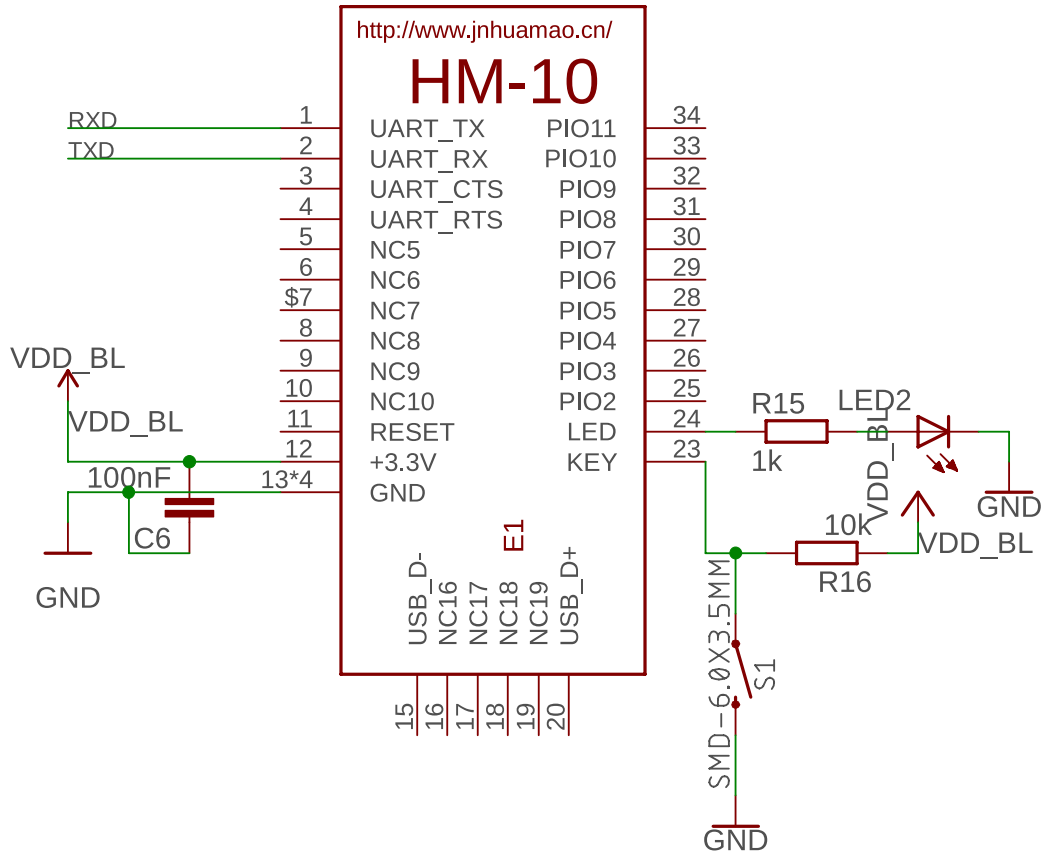 http://www.jnhuamao.cn/
HM-10
RXD
TXD
1
2
3
4
5
6
$7
8
9
10
11
12
13*4
UART_TX
UART_RX
UART_CTS
UART_RTS
NC5
NC6
NC7
NC8
NC9
NC10
RESET
+3.3V
GND
PIO11
PIO10
PIO9
PIO8
PIO7
PIO6
PIO5
PIO4
PIO3
PIO2
LED
KEY
34
33
32
31
30
29
28
27
26
25
24
23
VDD_BL
VDD_BL
100nF
C6
GND
E1
USB_D-
NC16
NC17
NC18
NC19
USB_D+
15
16
17
18
19
20
R15
1k
LED2
VDD_BL
GND
10k
VDD_BL
R16
SMD-6.0X3.5MM
S1
GND